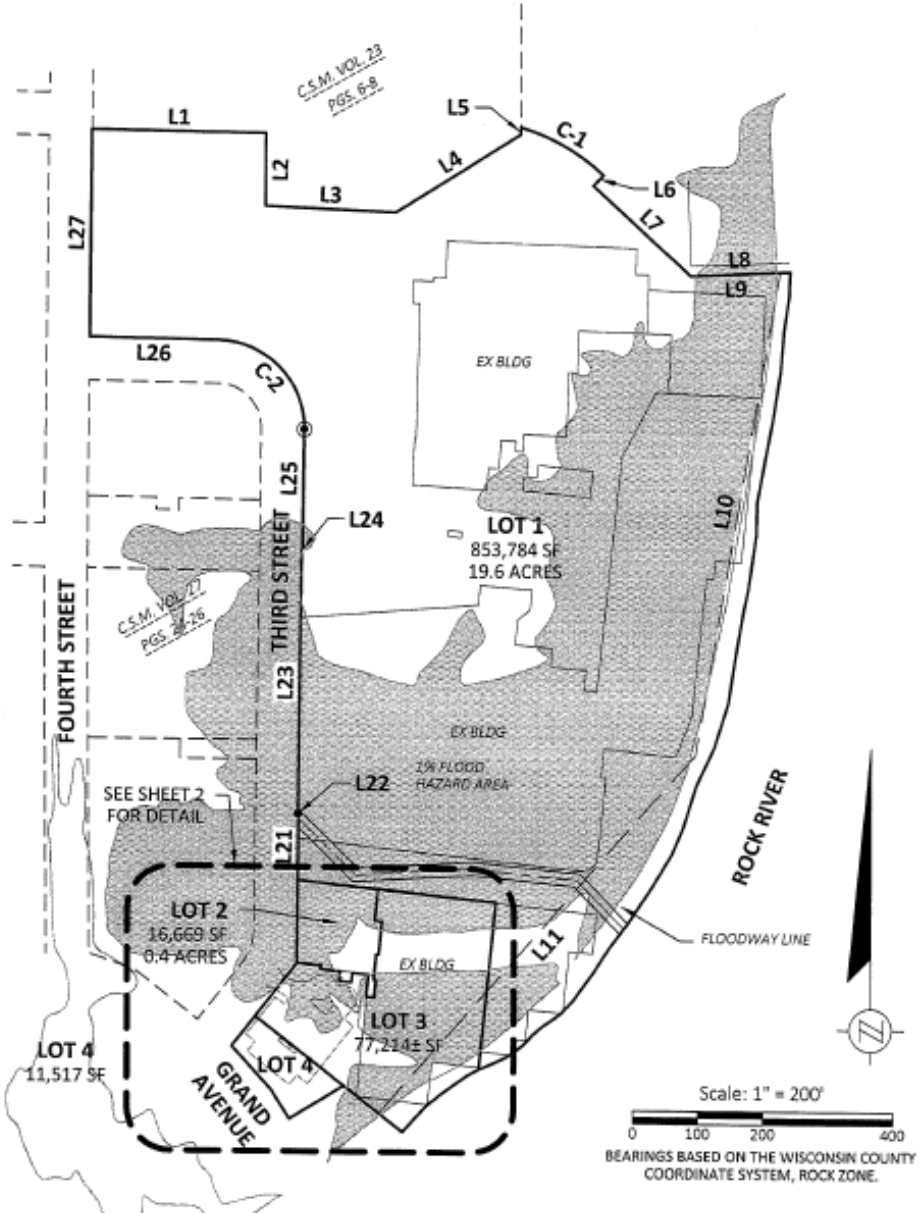 C.S.M. VOL. 23
PGS. 6-8
L5
C-1
L1
L2
L4
L3
L6
L7
L27
L8
L9
L26
C-2
EX BLDG
L25
L10
L24
LOT 1
853,784 SF
19.6 ACRES
THIRD STREET
C.S.M. VOL. 27
FOURTH STREET
L23
EX BLDG
1% FLOOD
HAZARD AREA
L22
SEE SHEET 2
FOR DETAIL
ROCK RIVER
L21
LOT 2
16,669 SF
0.4 ACRES
EX BLDG
L11
FLOODWAY LINE
LOT 3
77,214± SF
LOT 4
11,517 SF
LOT 4
GRAND
AVENUE
Z
Scale: 1" = 200'
0 100 200 400
BEARINGS BASED ON THE WISCONSIN COUNTY
COORDINATE SYSTEM, ROCK ZONE.